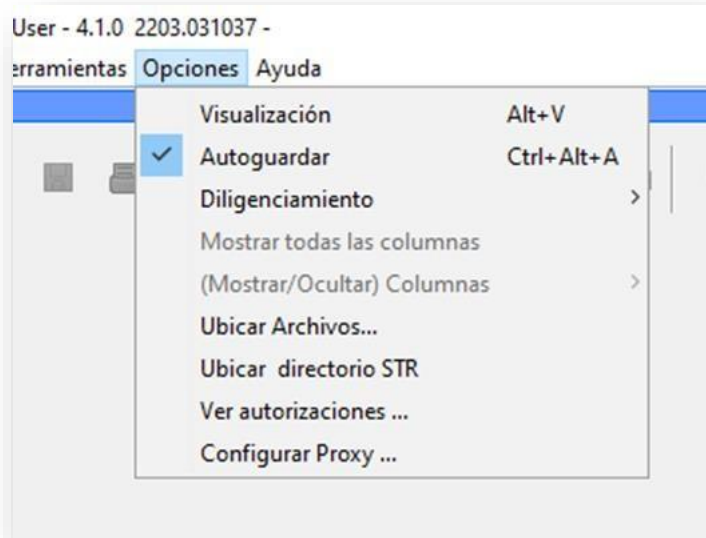 User - 4.1.0 2203.031037 -
erramientas Opciones Ayuda
Visualización Alt+V
Autoguardar Ctrl+Alt+A
Diligenciamiento
Mostrar todas las columnas
(Mostrar/Ocultar) Columnas
Ubicar Archivos...
Ubicar directorio STR
Ver autorizaciones ...
Configurar Proxy ...